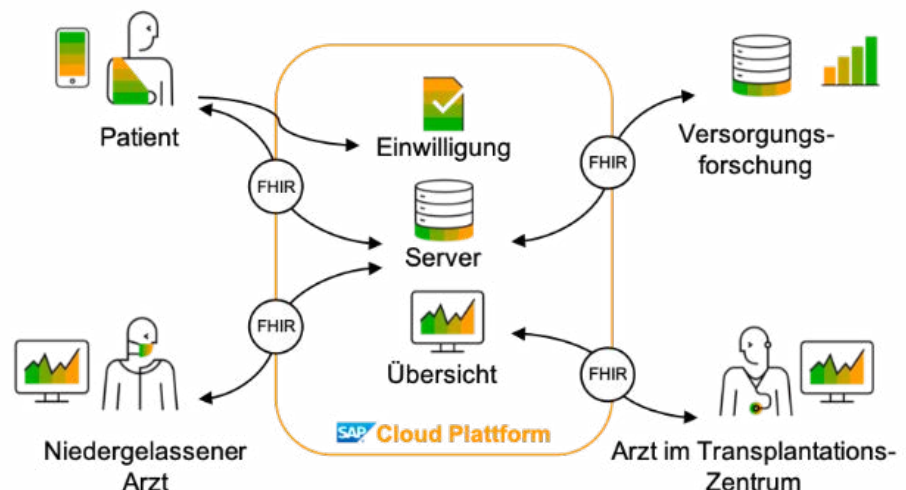 Patient
Einwilligung
Versorgungs-
forschung
FHIR
FHIR
Server
FHIR
Übersicht
FHIR
SAP Cloud Plattform
Niedergelassener
Arzt
Arzt im Transplantations-
Zentrum